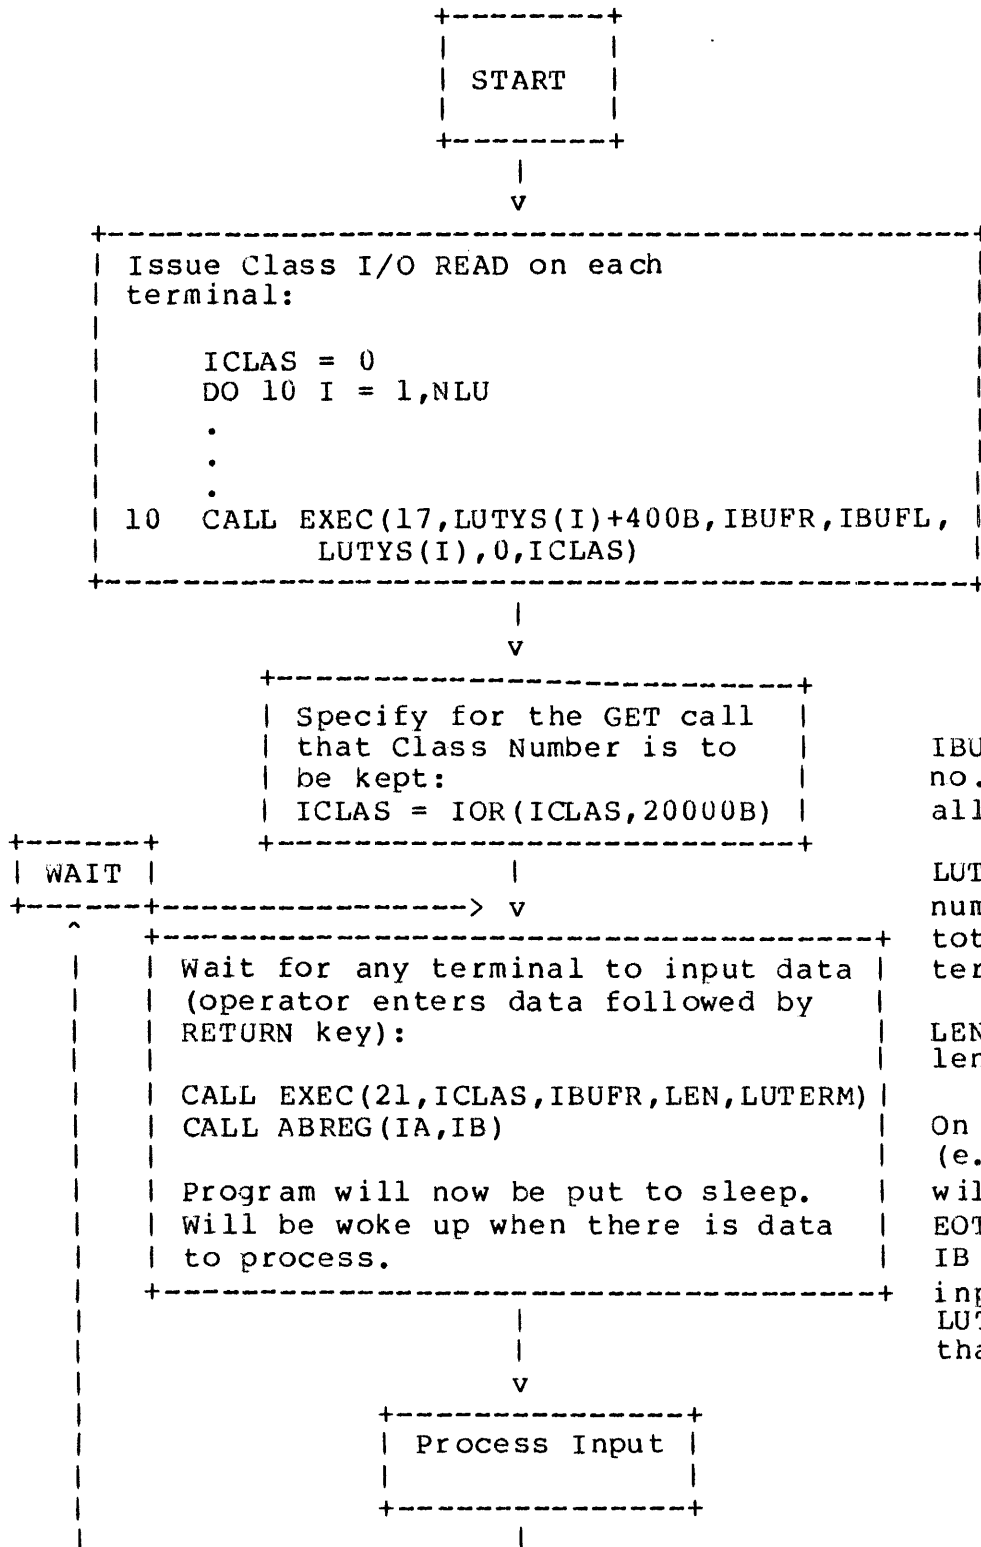 START
Issue Class I/O READ on each
terminal:
ICLAS = 0
DO 10 I = 1,NLU
.
.
.
10 CALL EXEC(17,LUTYS(I)+400B,IBUFR,IBUFL,
LUTYS(I),0,ICLAS)
Specify for the GET call
that Class Number is to
be kept:
ICLAS = IOR(ICLAS,20000B)
WAIT
Wait for any terminal to input data
(operator enters data followed by
RETURN key):
CALL EXEC(21,ICLAS,IBUFR,LEN,LUTERM)
CALL ABREG(IA,IB)
Program will now be put to sleep.
Will be woke up when there is data
to process.
Process Input
IBU
no.
all
LUT
num
tot
ter
LEN
len
On
(e.
wil
EOT
IB
inp
LUT
tha